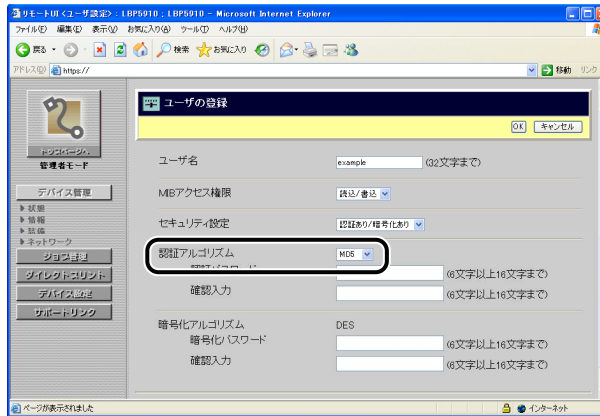 リモートUI <ユーザ設定> : LBP5910 ; LBP5910 - Microsoft Internet Explorer
ファイル(F) 編集(E) 表示(V) お気に入り(A) ツール(T) ヘルプ(H)
戻る 検索 お気に入り
アドレス(D) https:// 移動 リンク
ユーザの登録
OK キャンセル
トップページへ
管理者モード
デバイス管理
状態
情報
装備
ネットワーク
ジョブ管理
ダイレクトプリント
デバイス設定
サポートリンク
ユーザ名 example (32文字まで)
MIBアクセス権限 読込/書込
セキュリティ設定 認証あり/暗号化あり
認証アルゴリズム MD5
認証パスワード (6文字以上16文字まで)
確認入力 (6文字以上16文字まで)
暗号化アルゴリズム DES
暗号化パスワード (6文字以上16文字まで)
確認入力 (6文字以上16文字まで)
ページが表示されました インターネット